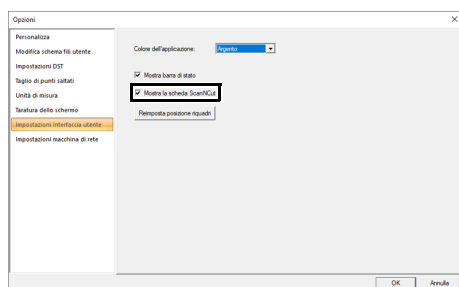 Opzioni
Personalizza
Modifica schema fili utente
Impostazioni DST
Taglio di punti saltati
Unità di misura
Taratura dello schermo
Impostazioni interfaccia utente
Impostazioni macchina di rete
Colore dell'applicazione: Argento
Mostra barra di stato
Mostra la scheda ScanNCut
Reimposta posizione riquadri
OK Annulla